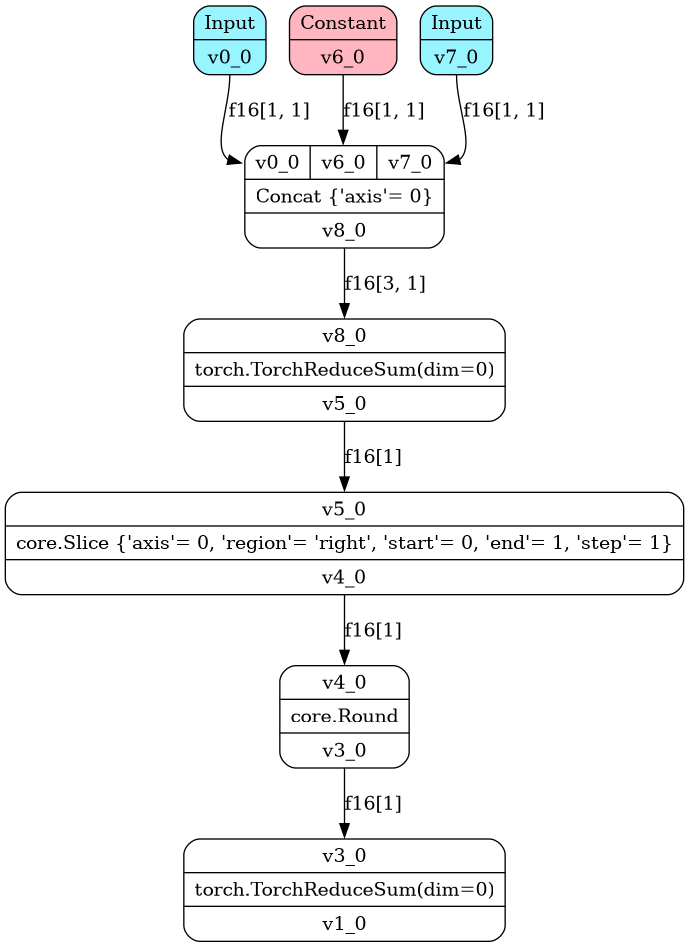 Input
v0_0
Constant
v6_0
Input
v7_0
f16[1, 1]
f16[1, 1]
f16[1, 1]
v0_0
v6_0
v7_0
Concat {'axis'= 0}
v8_0
f16[3, 1]
v8_0
torch.TorchReduceSum(dim=0)
v5_0
f16[1]
v5_0
core.Slice {'axis'= 0, 'region'= 'right', 'start'= 0, 'end'= 1, 'step'= 1}
v4_0
f16[1]
v4_0
core.Round
v3_0
f16[1]
v3_0
torch.TorchReduceSum(dim=0)
v1_0